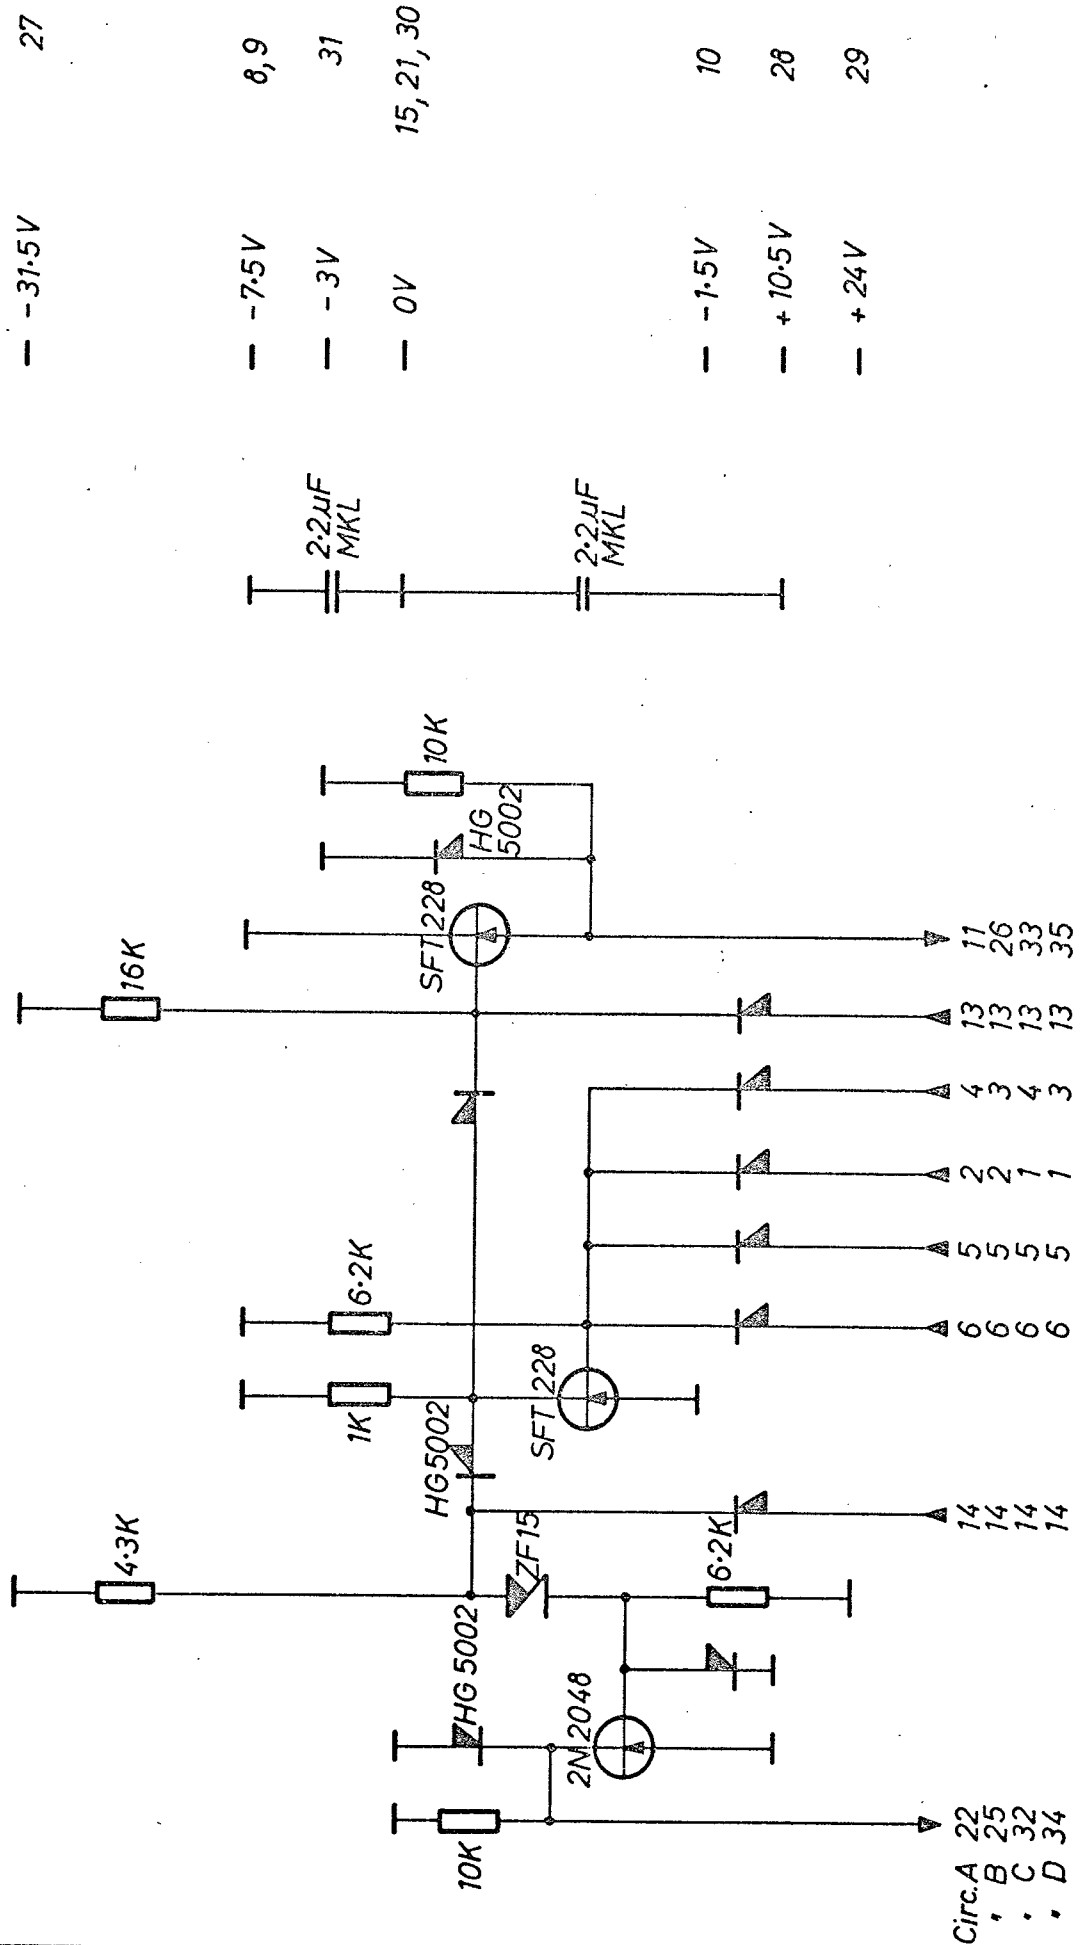 - -31·5V 27
- -7·5V 8,9
- -3V 31
- 0V 15, 21, 30
- -1·5V 10
- +10·5V 28
- +24V 29
2·2µF
MKL
2·2µF
MKL
10K
HG
5002
SFT 228
16K
6·2K
1K
SFT 228
HG5002
4·3K
ZF15
6·2K
HG5002
2N2048
10K
Circ. A 22 14 6 5 2 4 13 11
" B 25 14 6 5 2 3 13 26
" C 32 14 6 5 1 4 13 33
" D 34 14 6 5 1 3 13 35